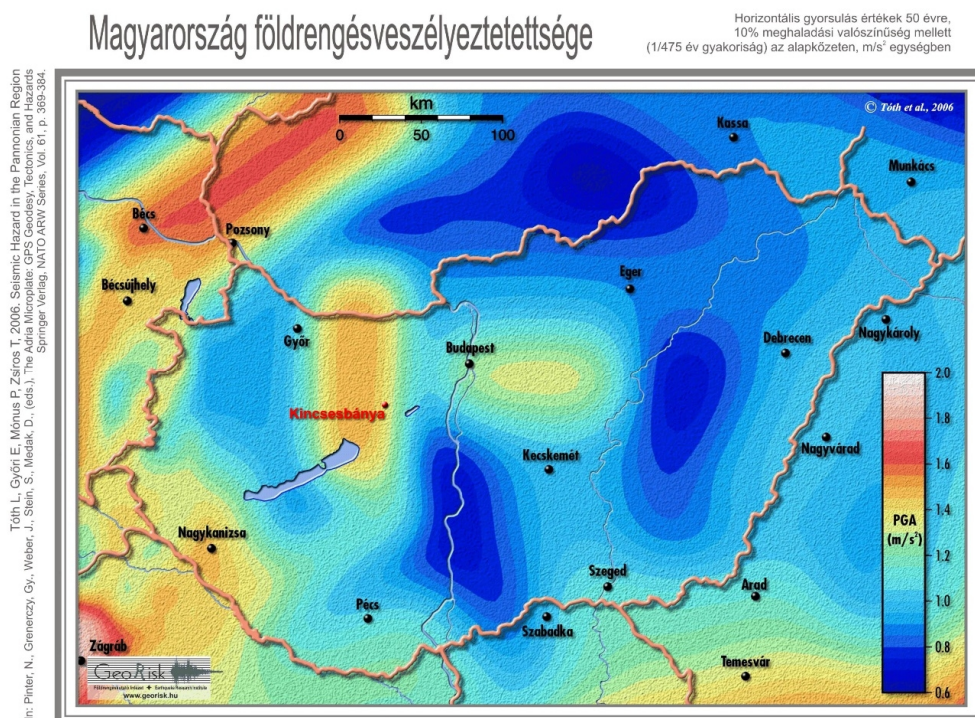 Magyarország földrengésveszélyeztetettsége
Horizontális gyorsulás értékek 50 évre,
10% meghaladási valószínűség mellett
(1/475 év gyakoriság) az alapkőzeten, m/s² egységben
Tóth L, Győri E, Mónus P, Zsíros T, 2006. Seismic Hazard in the Pannonian Region
In: Pinter, N., Grenerczy, Gy., Weber, J., Stein, S., Medak, D., (eds.), The Adria Microplate: GPS Geodesy, Tectonics, and Hazards
Springer Verlag, NATO ARW Series, Vol. 61, p. 369-384.
km
0 50 100
© Tóth et al., 2006
Kassa
Munkács
Bécs
Pozsony
Bécsújhely
Eger
Győr
Budapest
Debrecen
Nagykároly
Kincsesbánya
Kecskemét
Nagyvárad
Nagykanizsa
Szeged
Arad
Pécs
Szabadka
Zágráb
Temesvár
PGA
(m/s²)
2.0
1.8
1.6
1.4
1.2
1.0
0.8
0.6
GeoRisk
www.georisk.hu